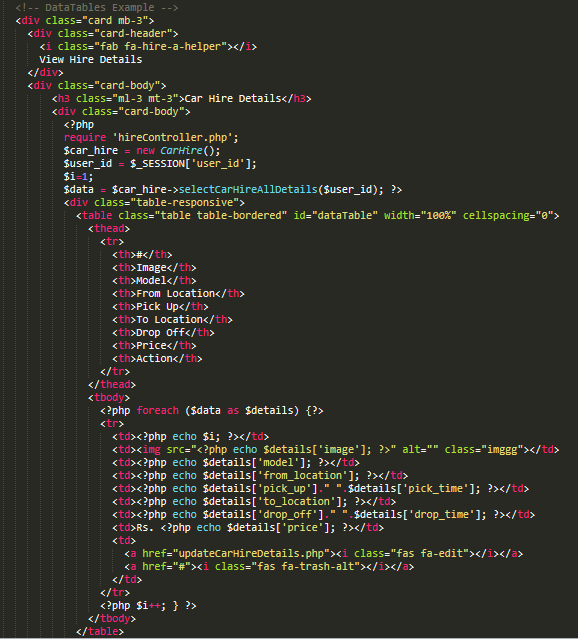 <!-- DataTables Example -->
<div class="card mb-3">
<div class="card-header">
<i class="fab fa-hire-a-helper"></i>
View Hire Details
</div>
<div class="card-body">
<h3 class="ml-3 mt-3">Car Hire Details</h3>
<div class="card-body">
<?php
require 'hireController.php';
$car_hire = new CarHire();
$user_id = $_SESSION['user_id'];
$i=1;
$data = $car_hire->selectCarHireAllDetails($user_id); ?>
<div class="table-responsive">
<table class="table table-bordered" id="dataTable" width="100%" cellspacing="0">
<thead>
<tr>
<th>#</th>
<th>Image</th>
<th>Model</th>
<th>From Location</th>
<th>Pick Up</th>
<th>To Location</th>
<th>Drop Off</th>
<th>Price</th>
<th>Action</th>
</tr>
</thead>
<tbody>
<?php foreach ($data as $details) {?>
<tr>
<td><?php echo $i; ?></td>
<td><img src="<?php echo $details['image']; ?>" alt="" class="imggg"></td>
<td><?php echo $details['model']; ?></td>
<td><?php echo $details['from_location']; ?></td>
<td><?php echo $details['pick_up']." ".$details['pick_time']; ?></td>
<td><?php echo $details['to_location']; ?></td>
<td><?php echo $details['drop_off']." ".$details['drop_time']; ?></td>
<td>Rs. <?php echo $details['price']; ?></td>
<td>
<a href="updateCarHireDetails.php"><i class="fas fa-edit"></i></a>
<a href="#"><i class="fas fa-trash-alt"></i></a>
</td>
</tr>
<?php $i++; } ?>
</tbody>
</table>